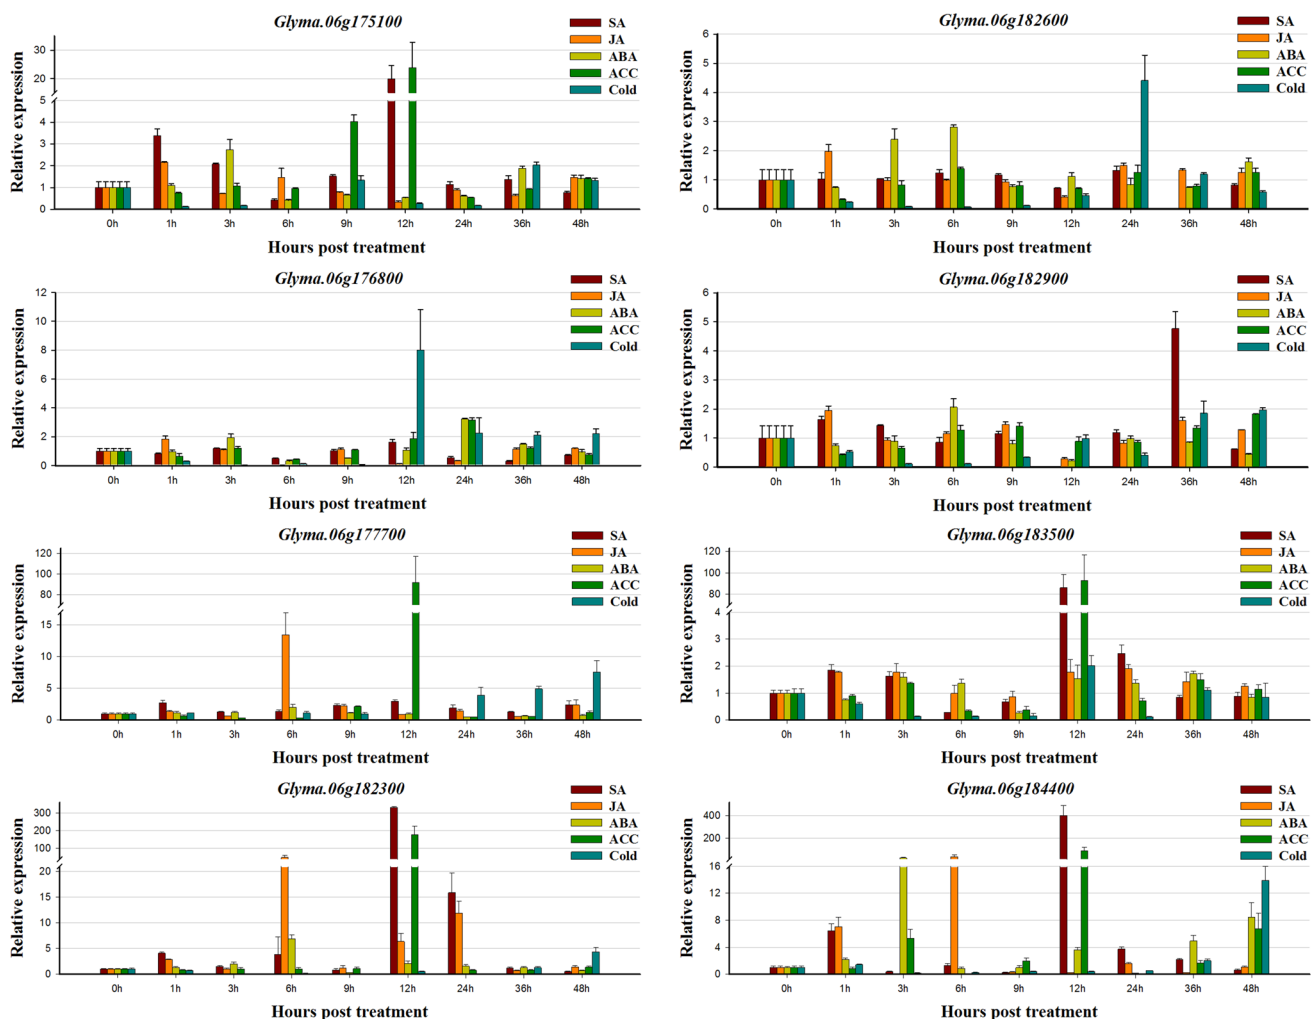 Glyma.06g175100
Relative expression
30
20
5
4
3
2
1
0
SA
JA
ABA
ACC
Cold
0h 1h 3h 6h 9h 12h 24h 36h 48h
Hours post treatment
Glyma.06g182600
Relative expression
6
5
4
3
2
1
0
SA
JA
ABA
ACC
Cold
0h 1h 3h 6h 9h 12h 24h 36h 48h
Hours post treatment
Glyma.06g176800
Relative expression
12
10
8
6
4
2
0
SA
JA
ABA
ACC
Cold
0h 1h 3h 6h 9h 12h 24h 36h 48h
Hours post treatment
Glyma.06g182900
Relative expression
6
5
4
3
2
1
0
SA
JA
ABA
ACC
Cold
0h 1h 3h 6h 9h 12h 24h 36h 48h
Hours post treatment
Glyma.06g177700
Relative expression
120
100
80
60
15
10
5
0
SA
JA
ABA
ACC
Cold
0h 1h 3h 6h 9h 12h 24h 36h 48h
Hours post treatment
Glyma.06g183500
Relative expression
120
100
80
60
4
3
2
1
0
SA
JA
ABA
ACC
Cold
0h 1h 3h 6h 9h 12h 24h 36h 48h
Hours post treatment
Glyma.06g182300
Relative expression
300
200
100
20
15
10
5
0
SA
JA
ABA
ACC
Cold
0h 1h 3h 6h 9h 12h 24h 36h 48h
Hours post treatment
Glyma.06g184400
Relative expression
400
200
16
12
8
4
0
SA
JA
ABA
ACC
Cold
0h 1h 3h 6h 9h 12h 24h 36h 48h
Hours post treatment